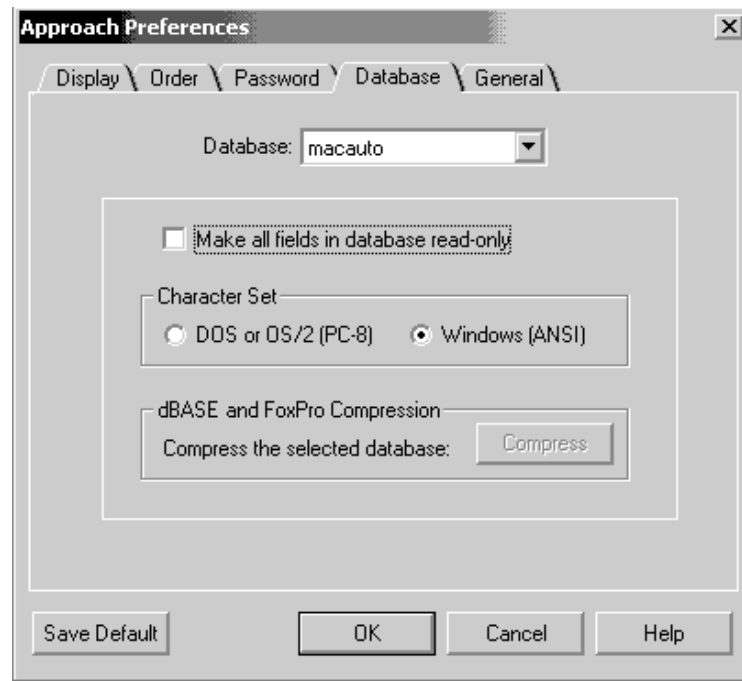 Approach Preferences
Display Order Password Database General
Database: macauto
Make all fields in database read-only
Character Set
DOS or OS/2 (PC-8) Windows (ANSI)
dBASE and FoxPro Compression
Compress the selected database: Compress
Save Default OK Cancel Help